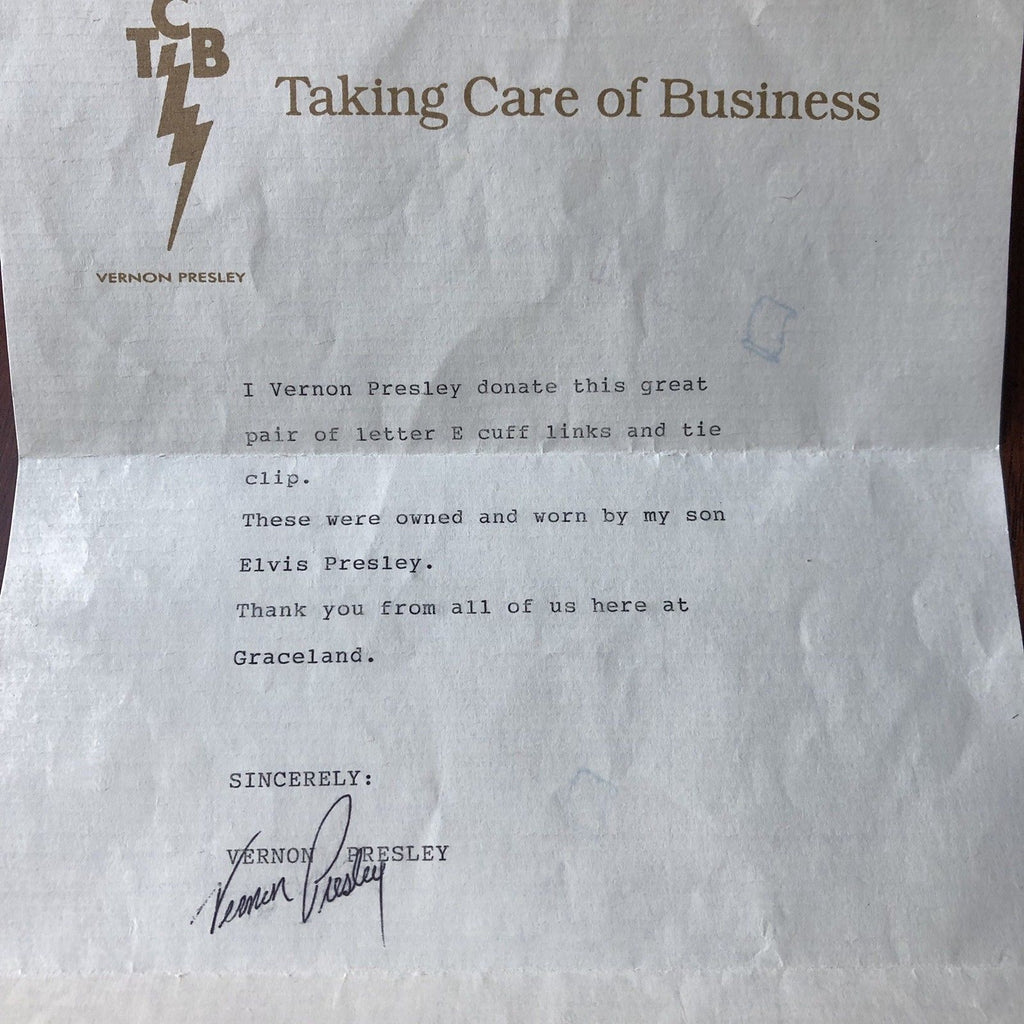 TCB
Taking Care of Business
VERNON PRESLEY
I Vernon Presley donate this great
pair of letter E cuff links and tie
clip.
These were owned and worn by my son
Elvis Presley.
Thank you from all of us here at
Graceland.
SINCERELY:
VERNON PRESLEY
Vernon Presley